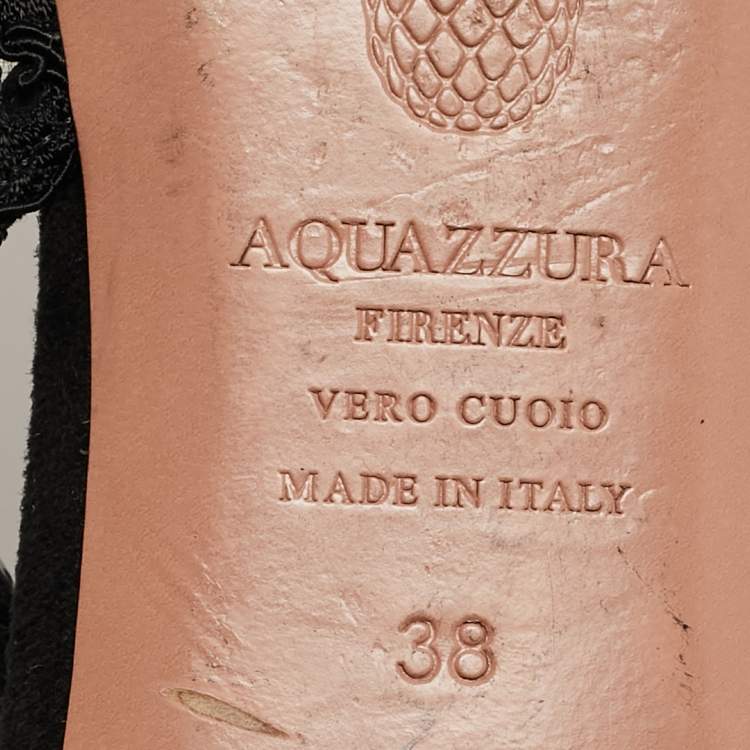 AQUAZZURA
FIRENZE
VERO CUOIO
MADE IN ITALY
38